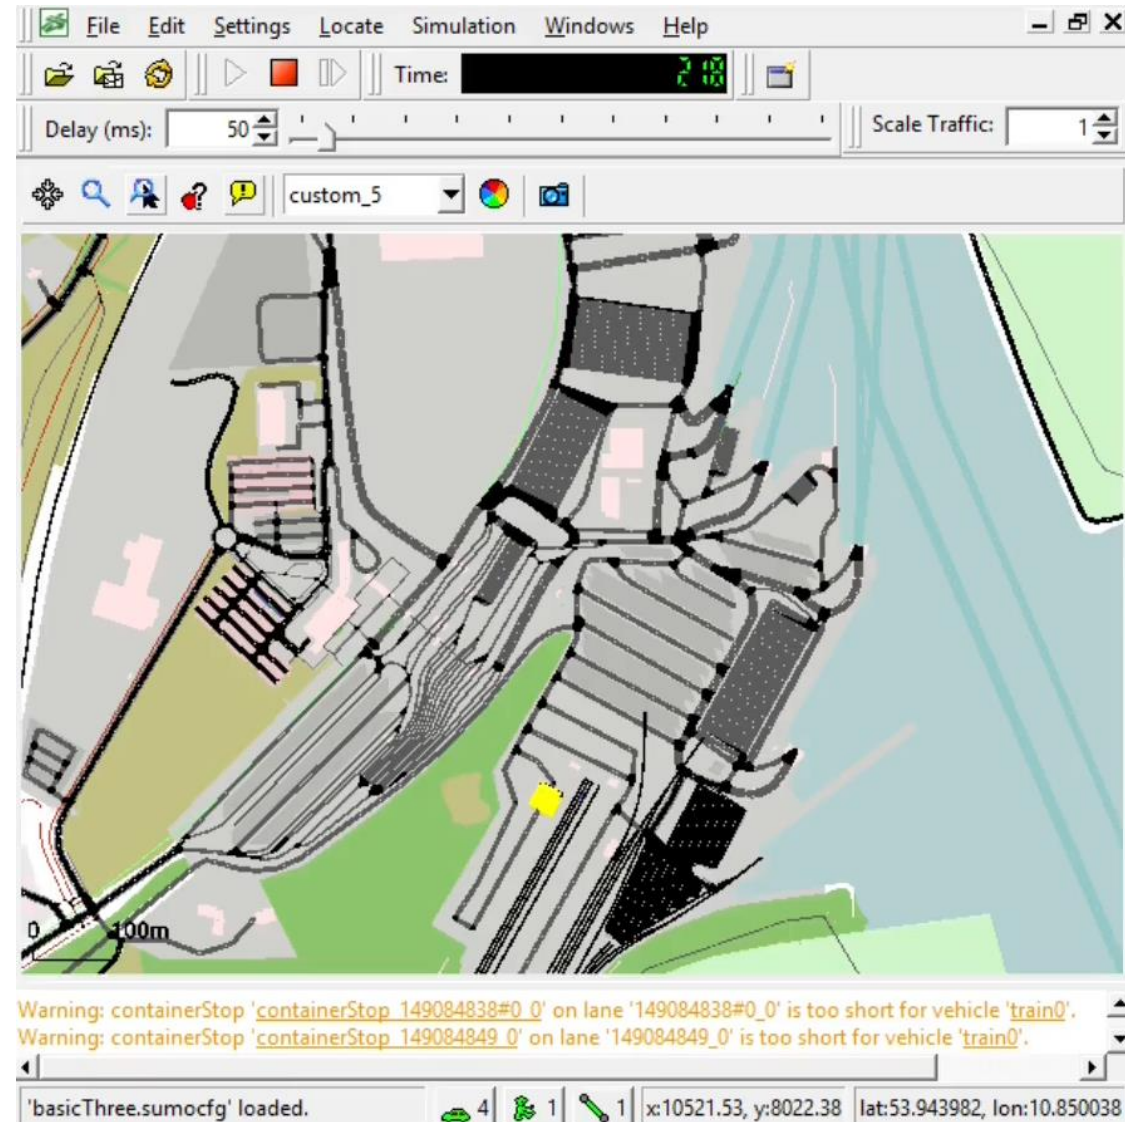 File Edit Settings Locate Simulation Windows Help
Time: 218
Delay (ms): 50 Scale Traffic: 1
custom_5
0 100m
Warning: containerStop 'containerStop_149084838#0_0' on lane '149084838#0_0' is too short for vehicle 'train0'.
Warning: containerStop 'containerStop_149084849_0' on lane '149084849_0' is too short for vehicle 'train0'.
'basicThree.sumocfg' loaded. 4 1 1 x:10521.53, y:8022.38 lat:53.943982, lon:10.850038